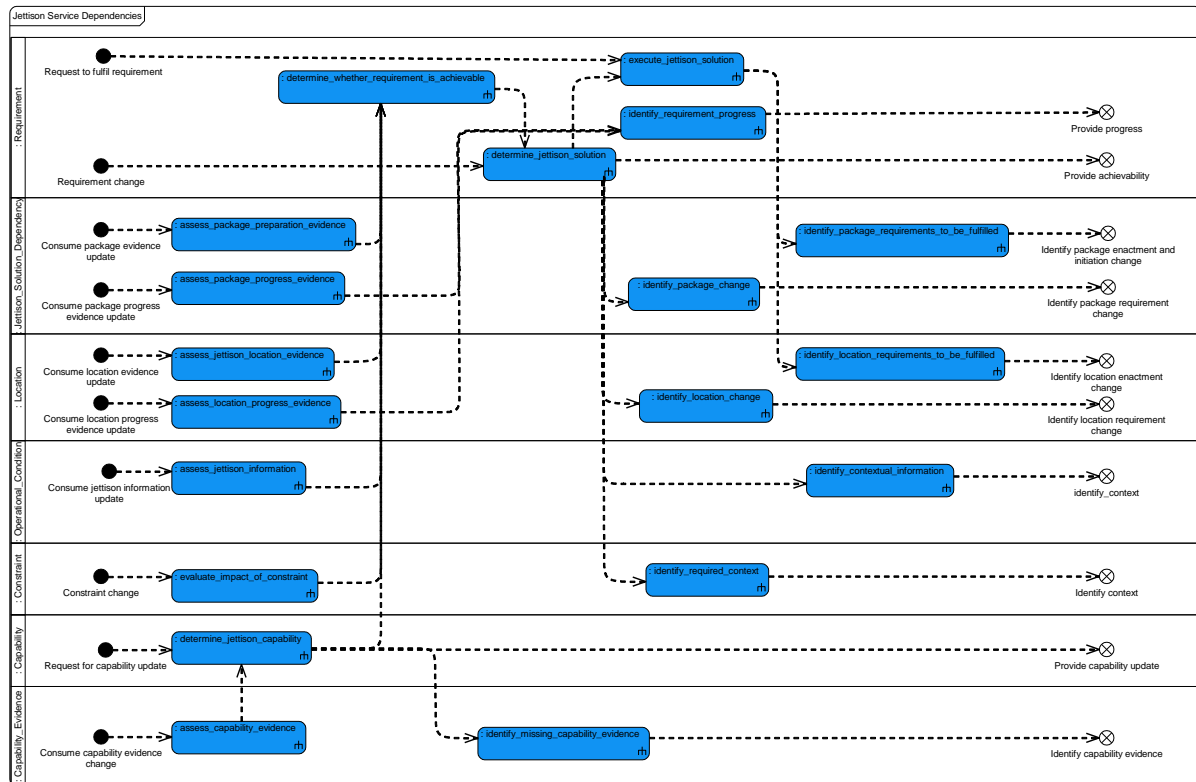 Jettison Service Dependencies
: Requirement
Request to fulfil requirement
: execute_jettison_solution
: determine_whether_requirement_is_achievable
: identify_requirement_progress
Provide progress
: determine_jettison_solution
Requirement change
Provide achievability
: Jettison_Solution_Dependency
: assess_package_preparation_evidence
Consume package evidence
update
: identify_package_requirements_to_be_fulfilled
Identify package enactment and
initiation change
: assess_package_progress_evidence
Consume package progress
evidence update
: identify_package_change
Identify package requirement
change
: Location
: assess_jettison_location_evidence
Consume location evidence
update
: identify_location_requirements_to_be_fulfilled
Identify location enactment
change
: assess_location_progress_evidence
Consume location progress
evidence update
: identify_location_change
Identify location requirement
change
: Operational_Condition
: assess_jettison_information
Consume jettison information
update
: identify_contextual_information
identify_context
: Constraint
: evaluate_impact_of_constraint
Constraint change
: identify_required_context
Identify context
: Capability
: determine_jettison_capability
Request for capability update
Provide capability update
: Capability_Evidence
: assess_capability_evidence
Consume capability evidence
change
: identify_missing_capability_evidence
Identify capability evidence